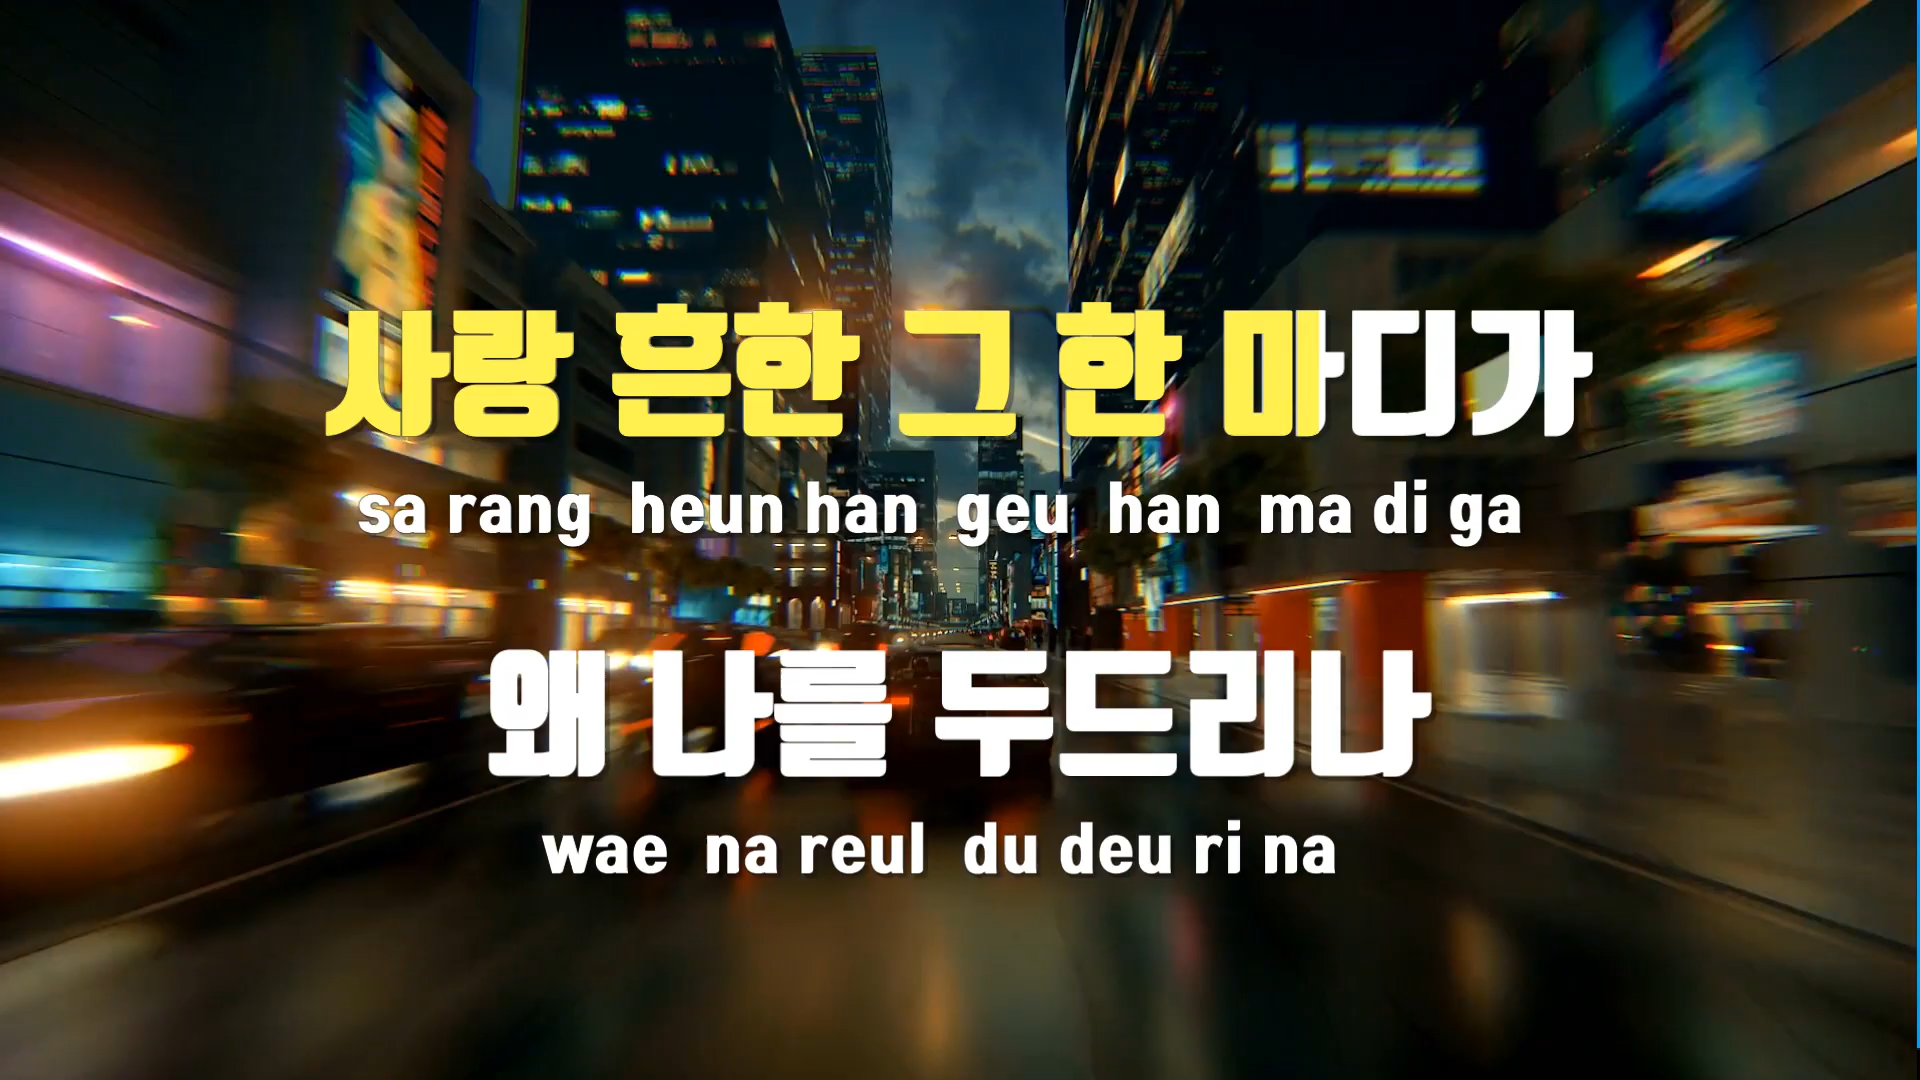 사랑 흔한 그 한 마디가
sa rang heun han geu han ma di ga
왜 나를 두드리나
wae na reul du deu ri na